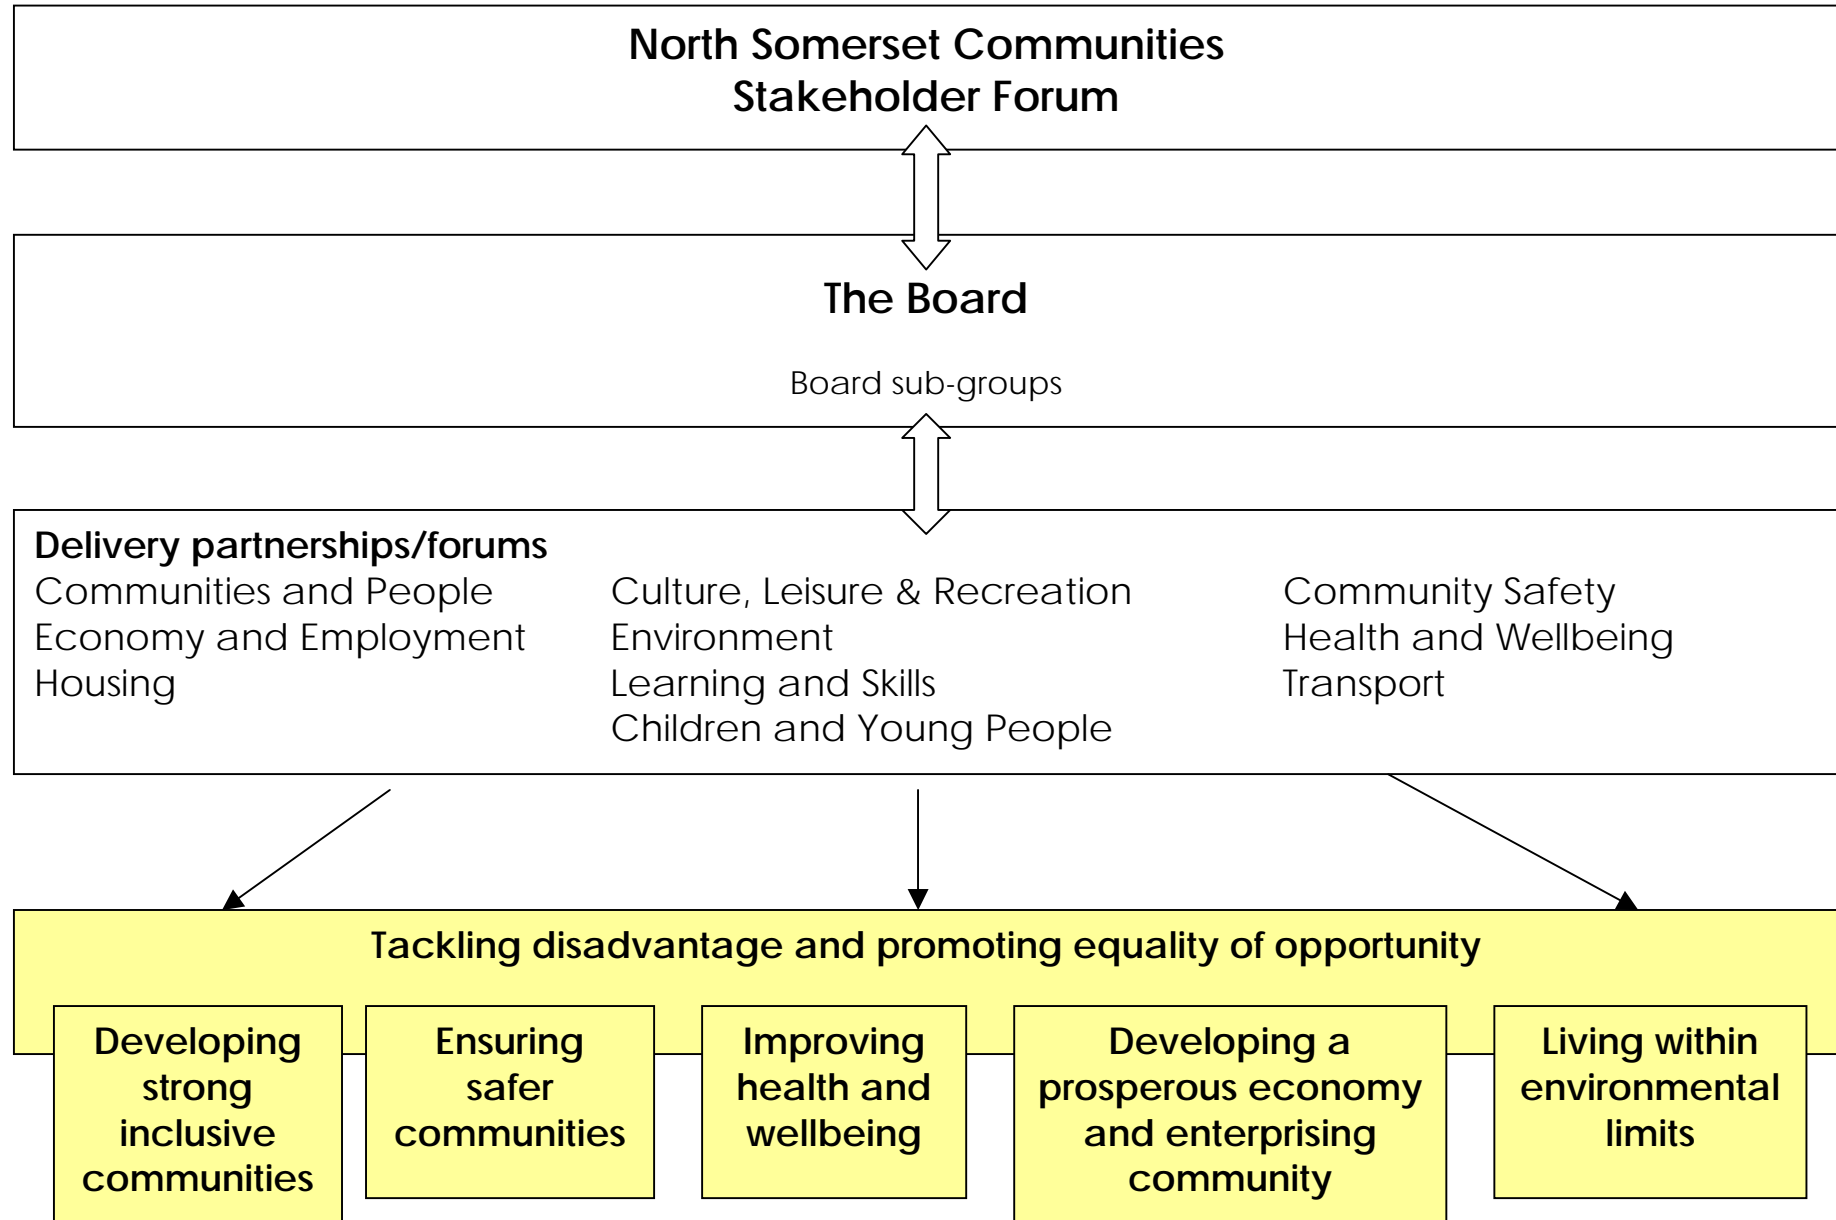 North Somerset Communities
Stakeholder Forum
The Board
Board sub-groups
Delivery partnerships/forums
Communities and People
Economy and Employment
Housing
Culture, Leisure & Recreation
Environment
Learning and Skills
Children and Young People
Community Safety
Health and Wellbeing
Transport
Tackling disadvantage and promoting equality of opportunity
Developing
strong
inclusive
communities
Ensuring
safer
communities
Improving
health and
wellbeing
Developing a
prosperous economy
and enterprising
community
Living within
environmental
limits